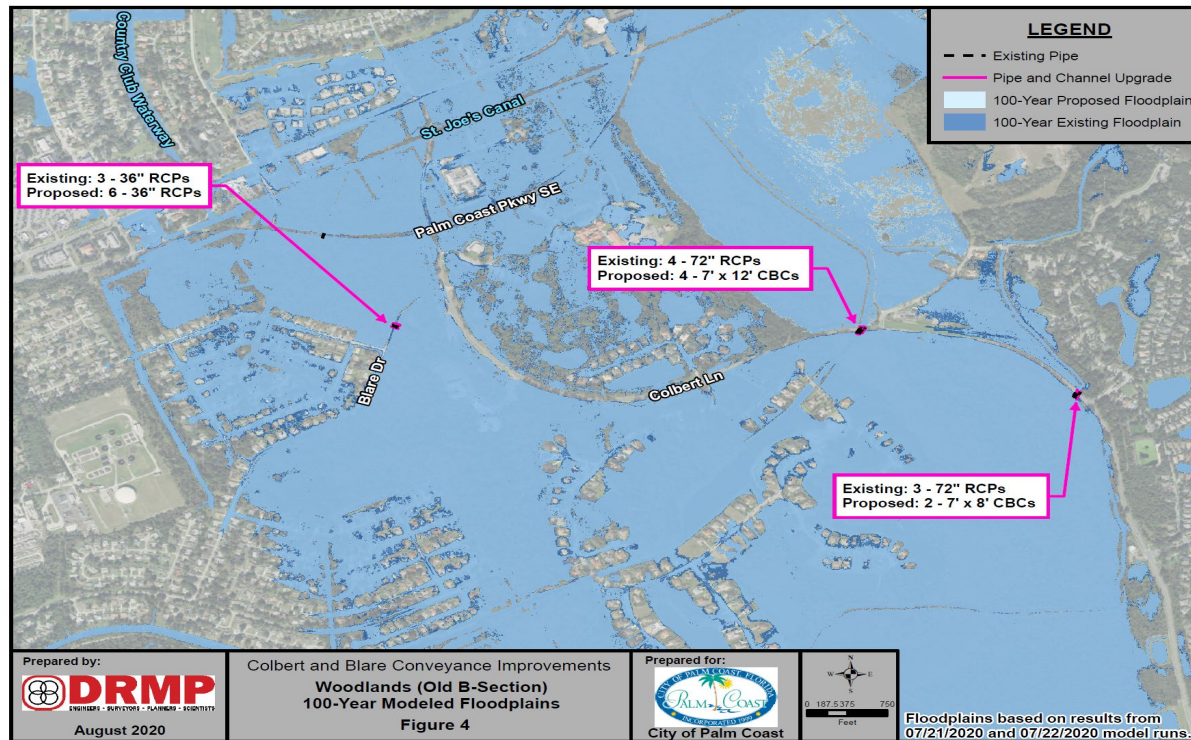 Country Club Waterway
St. Joe's Canal
Palm Coast Pkwy SE
Blare Dr
Colbert Ln
LEGEND
Existing Pipe
Pipe and Channel Upgrade
100-Year Proposed Floodplain
100-Year Existing Floodplain
Existing: 3 - 36" RCPs
Proposed: 6 - 36" RCPs
Existing: 4 - 72" RCPs
Proposed: 4 - 7' x 12' CBCs
Existing: 3 - 72" RCPs
Proposed: 2 - 7' x 8' CBCs
Prepared by:
DRMP
ENGINEERS - SURVEYORS - PLANNERS - SCIENTISTS
August 2020
Colbert and Blare Conveyance Improvements
Woodlands (Old B-Section)
100-Year Modeled Floodplains
Figure 4
Prepared for:
CITY OF PALM COAST, FLORIDA
PALM COAST
INCORPORATED 1999
City of Palm Coast
N
W E
S
0 187.5 375 750
Feet
Floodplains based on results from
07/21/2020 and 07/22/2020 model runs.